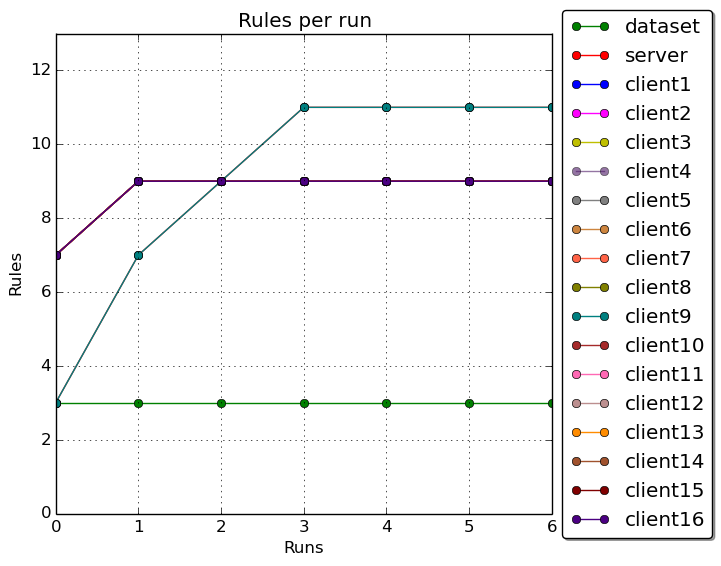 Rules per run
12
10
8
6
4
2
0
Rules
0 1 2 3 4 5 6
Runs
dataset
server
client1
client2
client3
client4
client5
client6
client7
client8
client9
client10
client11
client12
client13
client14
client15
client16